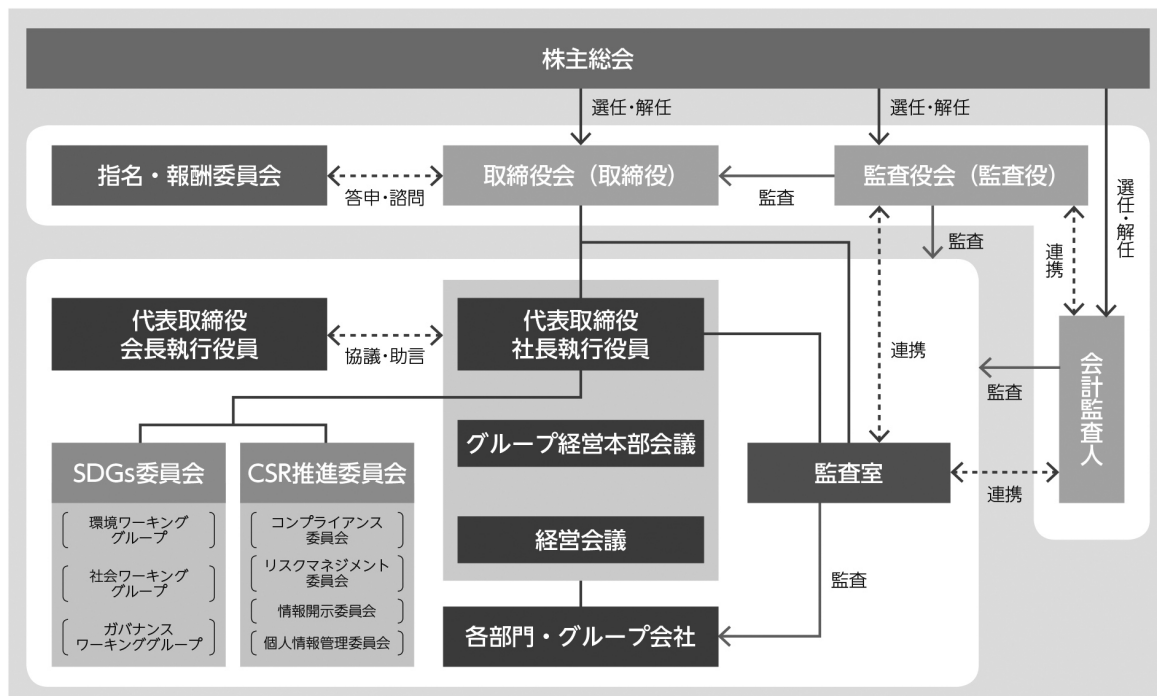 株主総会
選任・解任
選任・解任
選任・解任
指名・報酬委員会
答申・諮問
取締役会（取締役）
監査
監査役会（監査役）
監査
連携
連携
代表取締役
会長執行役員
協議・助言
代表取締役
社長執行役員
監査
会計監査人
グループ経営本部会議
SDGs委員会
CSR推進委員会
監査室
連携
環境ワーキング
グループ
社会ワーキング
グループ
ガバナンス
ワーキンググループ
コンプライアンス
委員会
リスクマネジメント
委員会
情報開示委員会
個人情報管理委員会
経営会議
監査
各部門・グループ会社